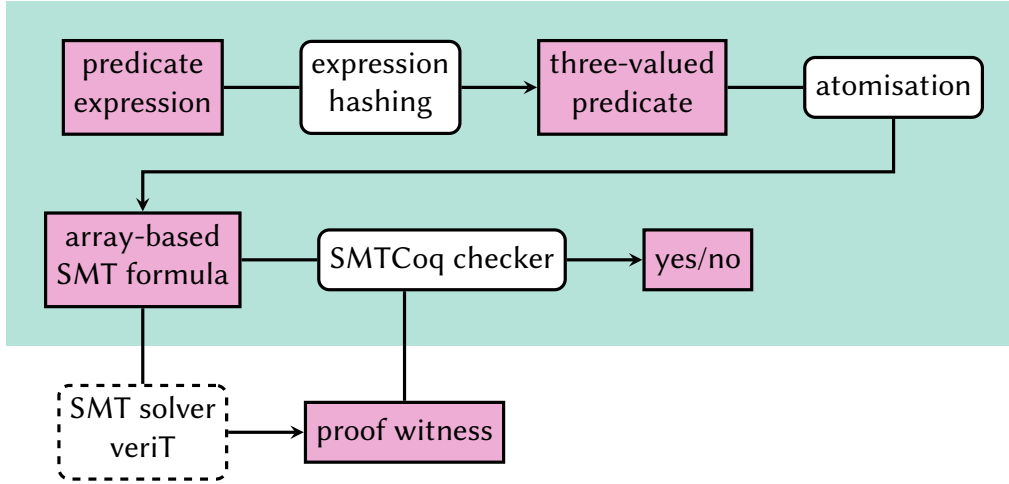 predicate
expression
expression
hashing
three-valued
predicate
atomisation
array-based
SMT formula
SMTCoq checker
yes/no
SMT solver
veriT
proof witness